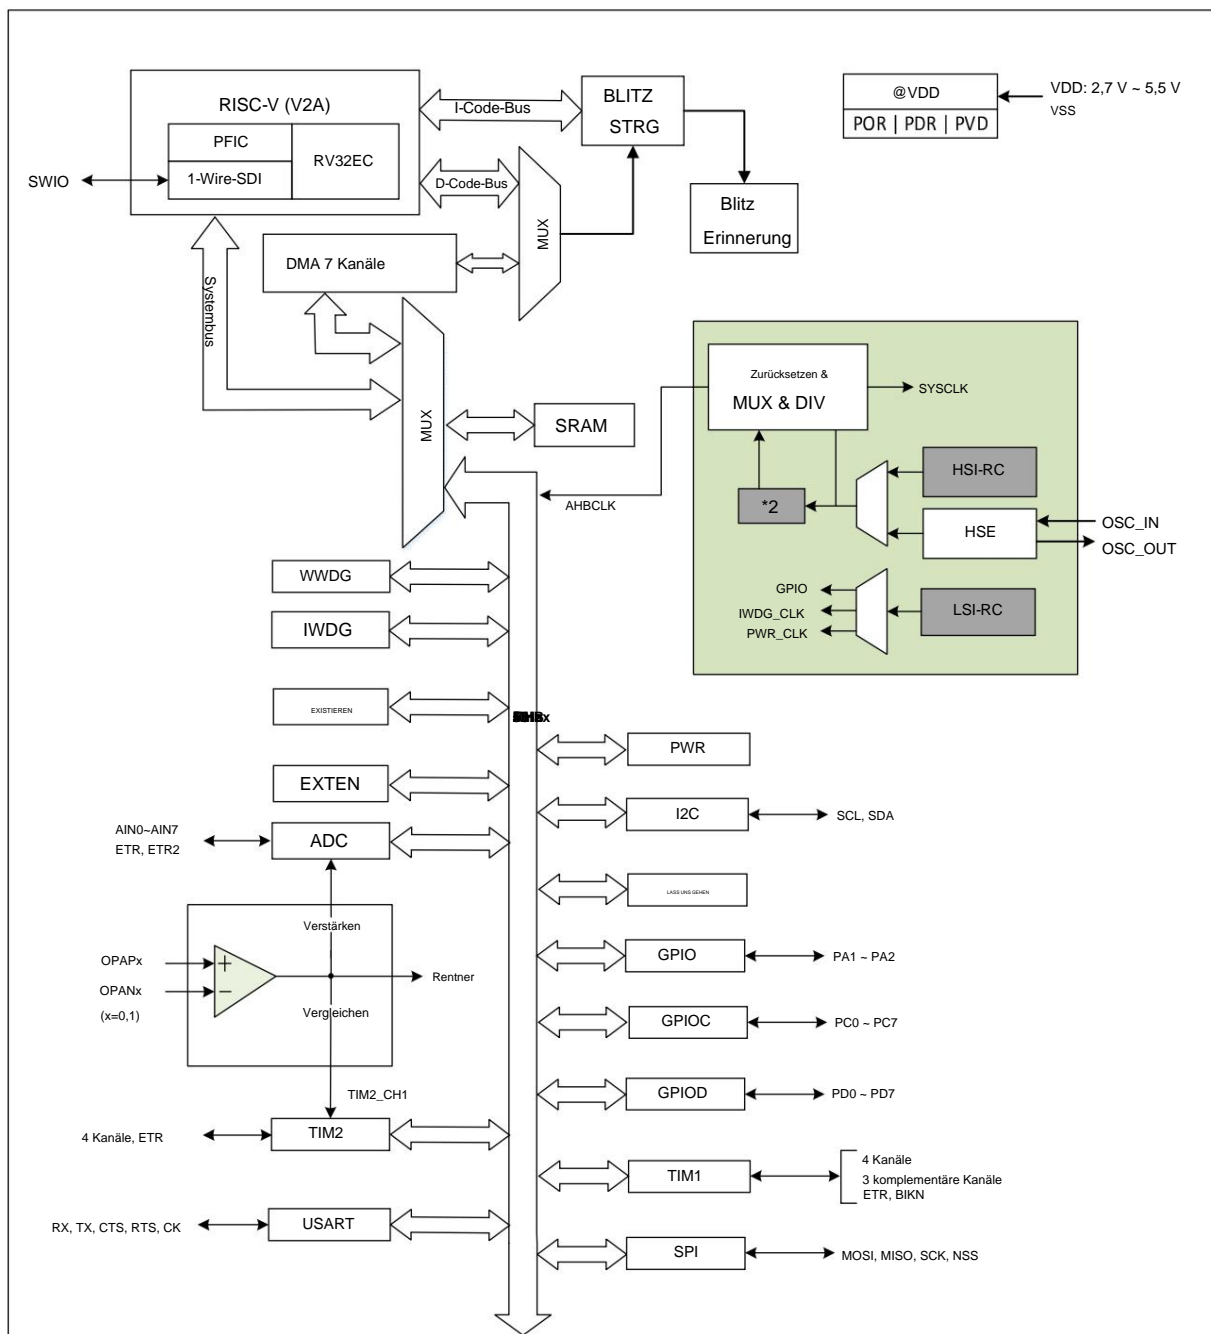 RISC-V (V2A)
PFIC
1-Wire-SDI
RV32EC
SWIO
I-Code-Bus
D-Code-Bus
BLITZ
STRG
MUX
Blitz
Erinnerung
@VDD
POR | PDR | PVD
VDD: 2,7 V ~ 5,5 V
VSS
DMA 7 Kanäle
Systembus
MUX
SRAM
Zurücksetzen &
MUX & DIV
SYSCLK
AHBCLK
*2
HSI-RC
HSE
OSC_IN
OSC_OUT
GPIO
IWDG_CLK
PWR_CLK
LSI-RC
WWDG
IWDG
EXISTIEREN
EXTEN
AIN0~AIN7
ETR, ETR2
ADC
Verstärken
OPAPx
OPANx
(x=0,1)
Rentner
Vergleichen
TIM2_CH1
4 Kanäle, ETR
TIM2
RX, TX, CTS, RTS, CK
USART
PWR
I2C
SCL, SDA
LASS UNS GEHEN
GPIO
PA1 ~ PA2
GPIOC
PC0 ~ PC7
GPIOD
PD0 ~ PD7
TIM1
4 Kanäle
3 komplementäre Kanäle
ETR, BIKN
SPI
MOSI, MISO, SCK, NSS